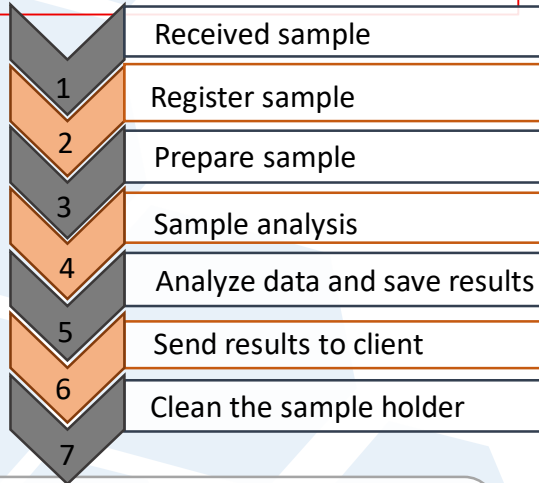 Received sample
1
Register sample
2
Prepare sample
3
Sample analysis
4
Analyze data and save results
5
Send results to client
6
Clean the sample holder
7